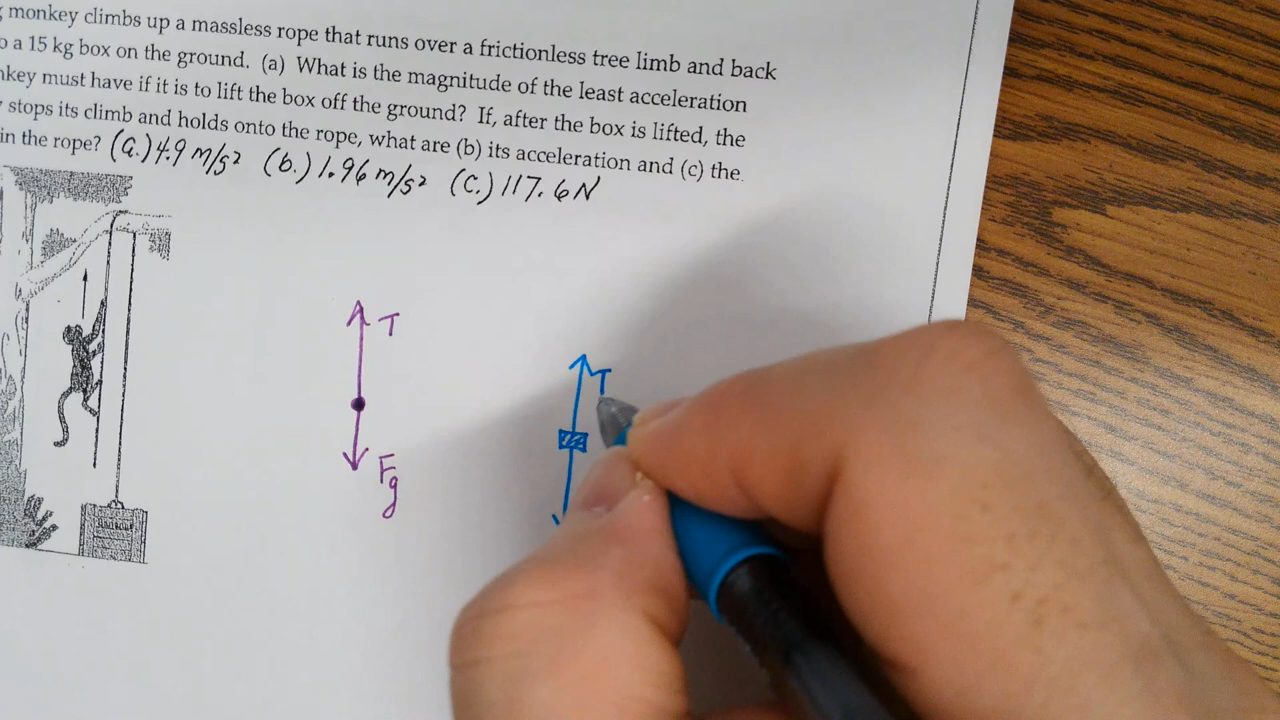 monkey climbs up a massless rope that runs over a frictionless tree limb and back
a 15 kg box on the ground. (a) What is the magnitude of the least acceleration
must have if it is to lift the box off the ground? If, after the box is lifted, the
stops its climb and holds onto the rope, what are (b) its acceleration and (c) the
in the rope? (a.) 4.9 m/s² (b.) 1.96 m/s² (c.) 117.6N
T
T
Fg